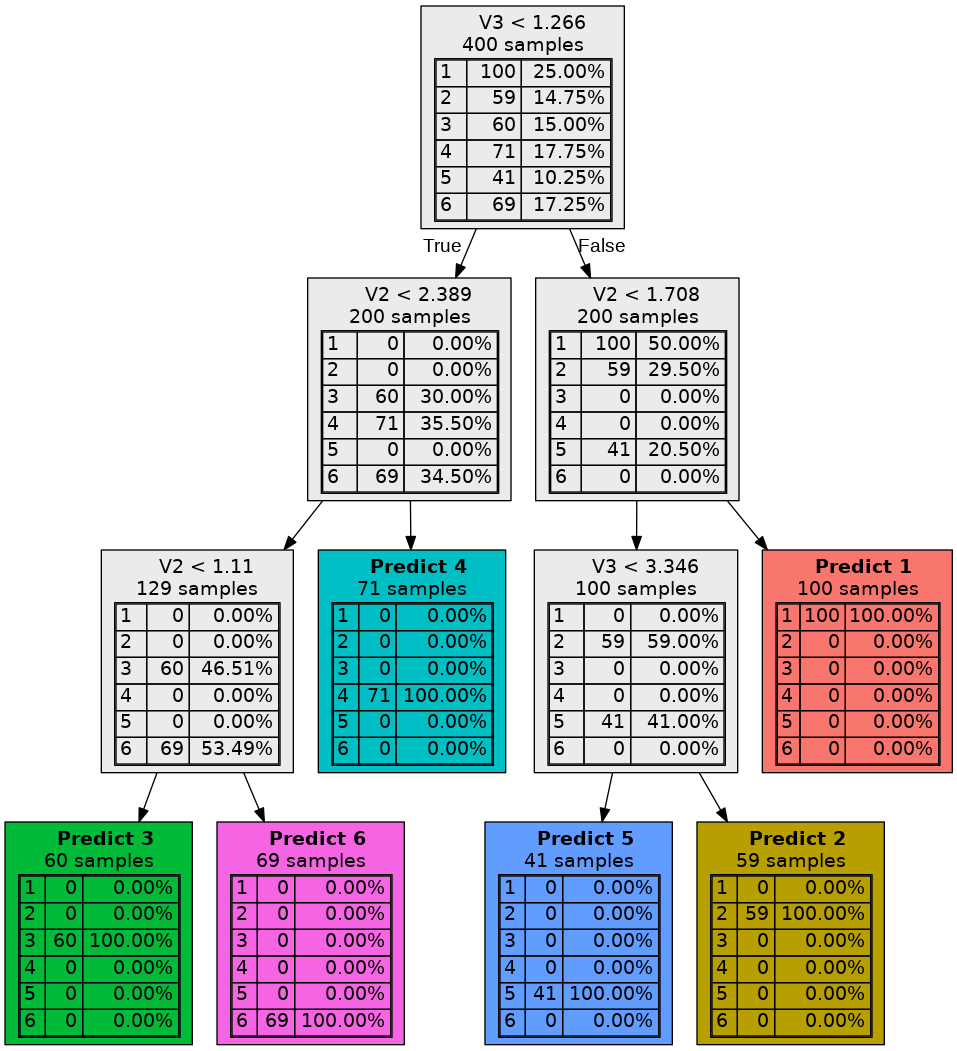 V3 < 1.266
400 samples
1 100 25.00%
2 59 14.75%
3 60 15.00%
4 71 17.75%
5 41 10.25%
6 69 17.25%
True
False
V2 < 2.389
200 samples
1 0 0.00%
2 0 0.00%
3 60 30.00%
4 71 35.50%
5 0 0.00%
6 69 34.50%
V2 < 1.708
200 samples
1 100 50.00%
2 59 29.50%
3 0 0.00%
4 0 0.00%
5 41 20.50%
6 0 0.00%
V2 < 1.11
129 samples
1 0 0.00%
2 0 0.00%
3 60 46.51%
4 0 0.00%
5 0 0.00%
6 69 53.49%
Predict 4
71 samples
1 0 0.00%
2 0 0.00%
3 0 0.00%
4 71 100.00%
5 0 0.00%
6 0 0.00%
V3 < 3.346
100 samples
1 0 0.00%
2 59 59.00%
3 0 0.00%
4 0 0.00%
5 41 41.00%
6 0 0.00%
Predict 1
100 samples
1 100 100.00%
2 0 0.00%
3 0 0.00%
4 0 0.00%
5 0 0.00%
6 0 0.00%
Predict 3
60 samples
1 0 0.00%
2 0 0.00%
3 60 100.00%
4 0 0.00%
5 0 0.00%
6 0 0.00%
Predict 6
69 samples
1 0 0.00%
2 0 0.00%
3 0 0.00%
4 0 0.00%
5 0 0.00%
6 69 100.00%
Predict 5
41 samples
1 0 0.00%
2 0 0.00%
3 0 0.00%
4 0 0.00%
5 41 100.00%
6 0 0.00%
Predict 2
59 samples
1 0 0.00%
2 59 100.00%
3 0 0.00%
4 0 0.00%
5 0 0.00%
6 0 0.00%